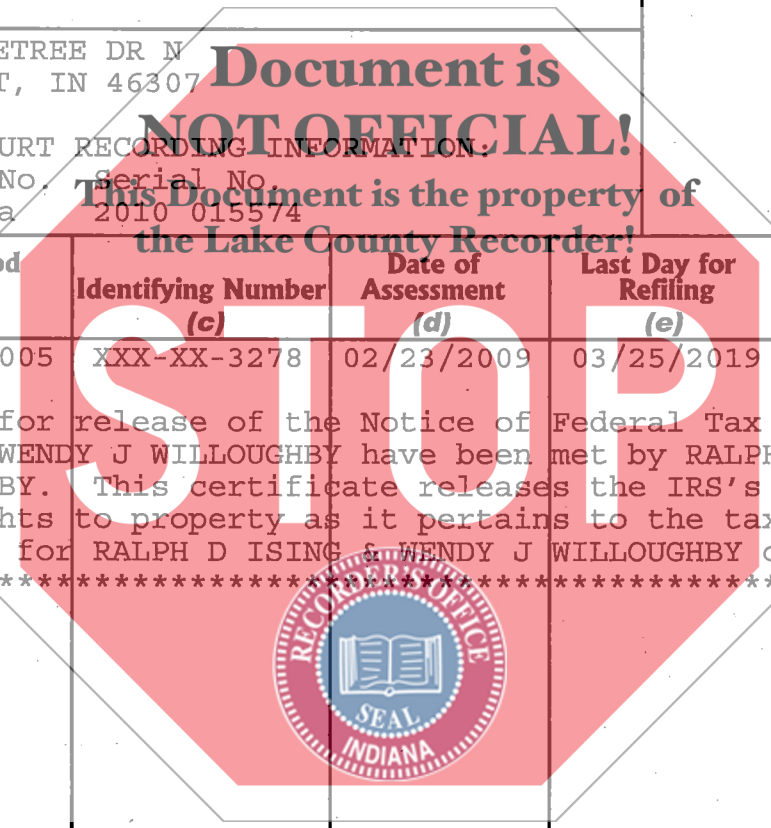 ETREE DR N
T, IN 46307
Document is
NOT OFFICIAL!
URT RECORDING INFORMATION:
No. Serial No.
This Document is the property of
a 2010 015574
the Lake County Recorder!
od
Identifying Number
(c)
Date of
Assessment
(d)
Last Day for
Refiling
(e)
005 XXX-XX-3278 02/23/2009 03/25/2019
STOP
for release of the Notice of Federal Tax
WENDY J WILLOUGHBY have been met by RALPH
BY. This certificate releases the IRS's
hts to property as it pertains to the tax
for RALPH D ISING & WENDY J WILLOUGHBY
*************************************************
RECORDER'S OFFICE
SEAL
INDIANA